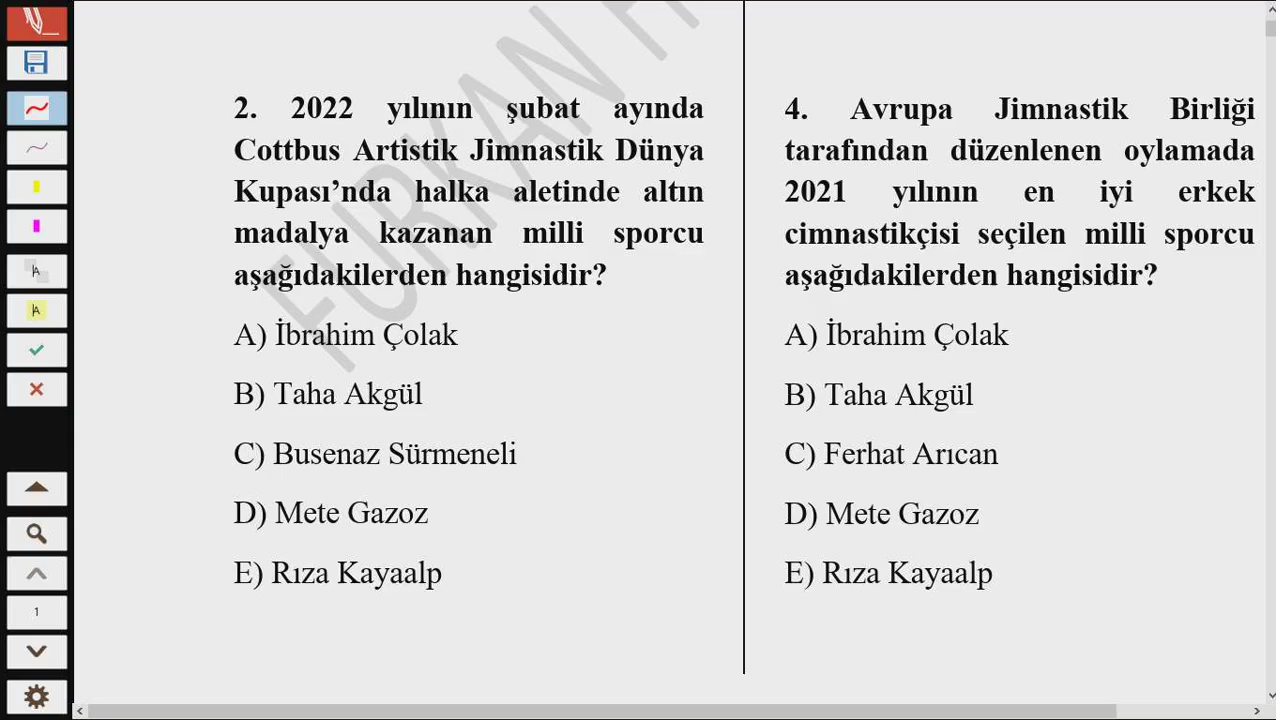 2. 2022 yılının şubat ayında
Cottbus Artistik Jimnastik Dünya
Kupası’nda halka aletinde altın
madalya kazanan milli sporcu
aşağıdakilerden hangisidir?
A) İbrahim Çolak
B) Taha Akgül
C) Busenaz Sürmeneli
D) Mete Gazoz
E) Rıza Kayaalp
4. Avrupa Jimnastik Birliği
tarafından düzenlenen oylamada
2021 yılının en iyi erkek
cimnastikçisi seçilen milli sporcu
aşağıdakilerden hangisidir?
A) İbrahim Çolak
B) Taha Akgül
C) Ferhat Arıcan
D) Mete Gazoz
E) Rıza Kayaalp
FURKAN
1